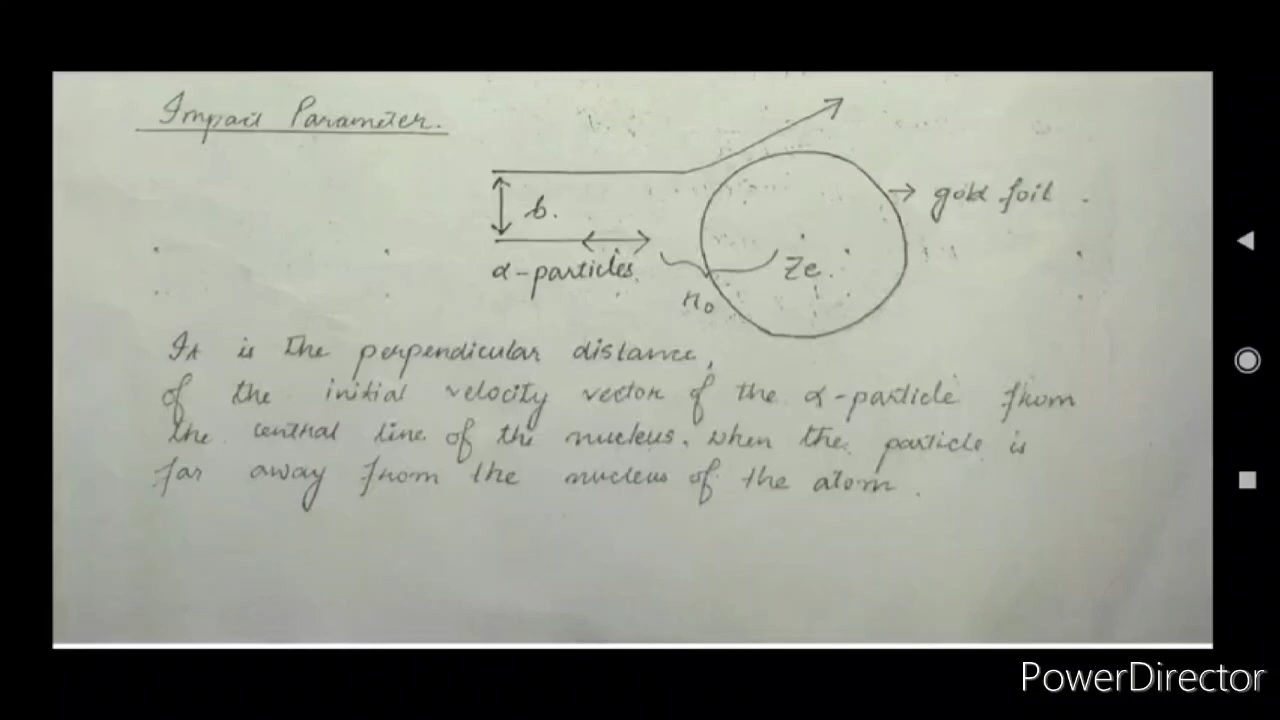 Impact Parameter.
b.
gold foil
α-particles
Ze.
r₀
It is the perpendicular distance,
of the initial velocity vector of the α-particle from
the central line of the nucleus, when the particle is
far away from the nucleus of the atom.
PowerDirector